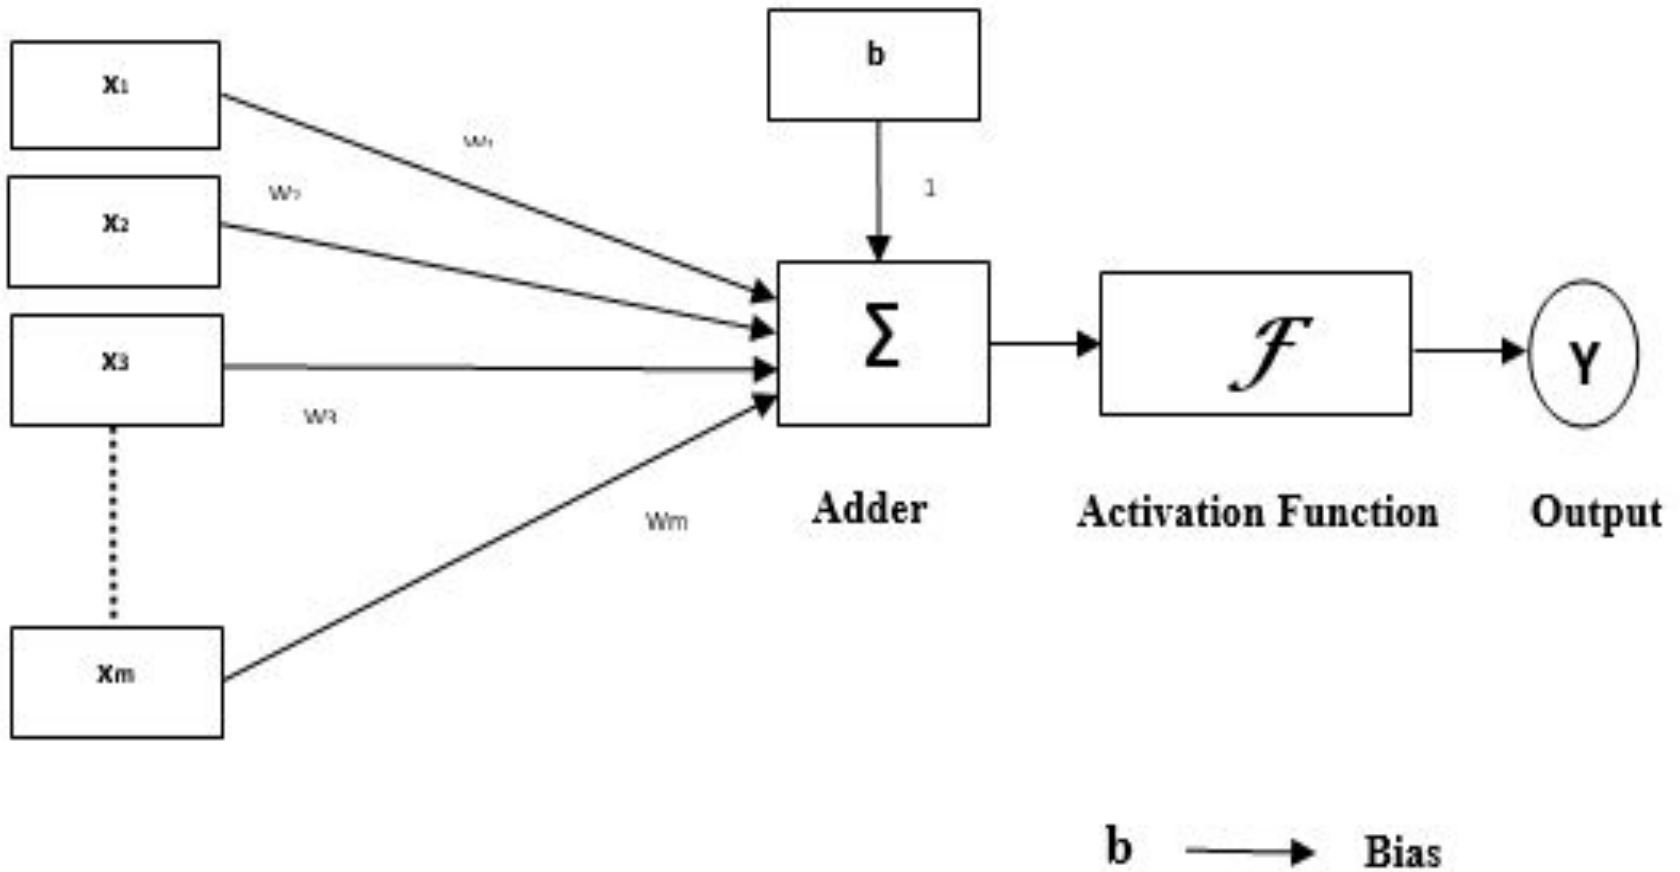 x1
b
w1
w2
1
x2
x3
Σ
ℱ
Y
w3
Adder
Activation Function
Output
wm
xm
b
Bias